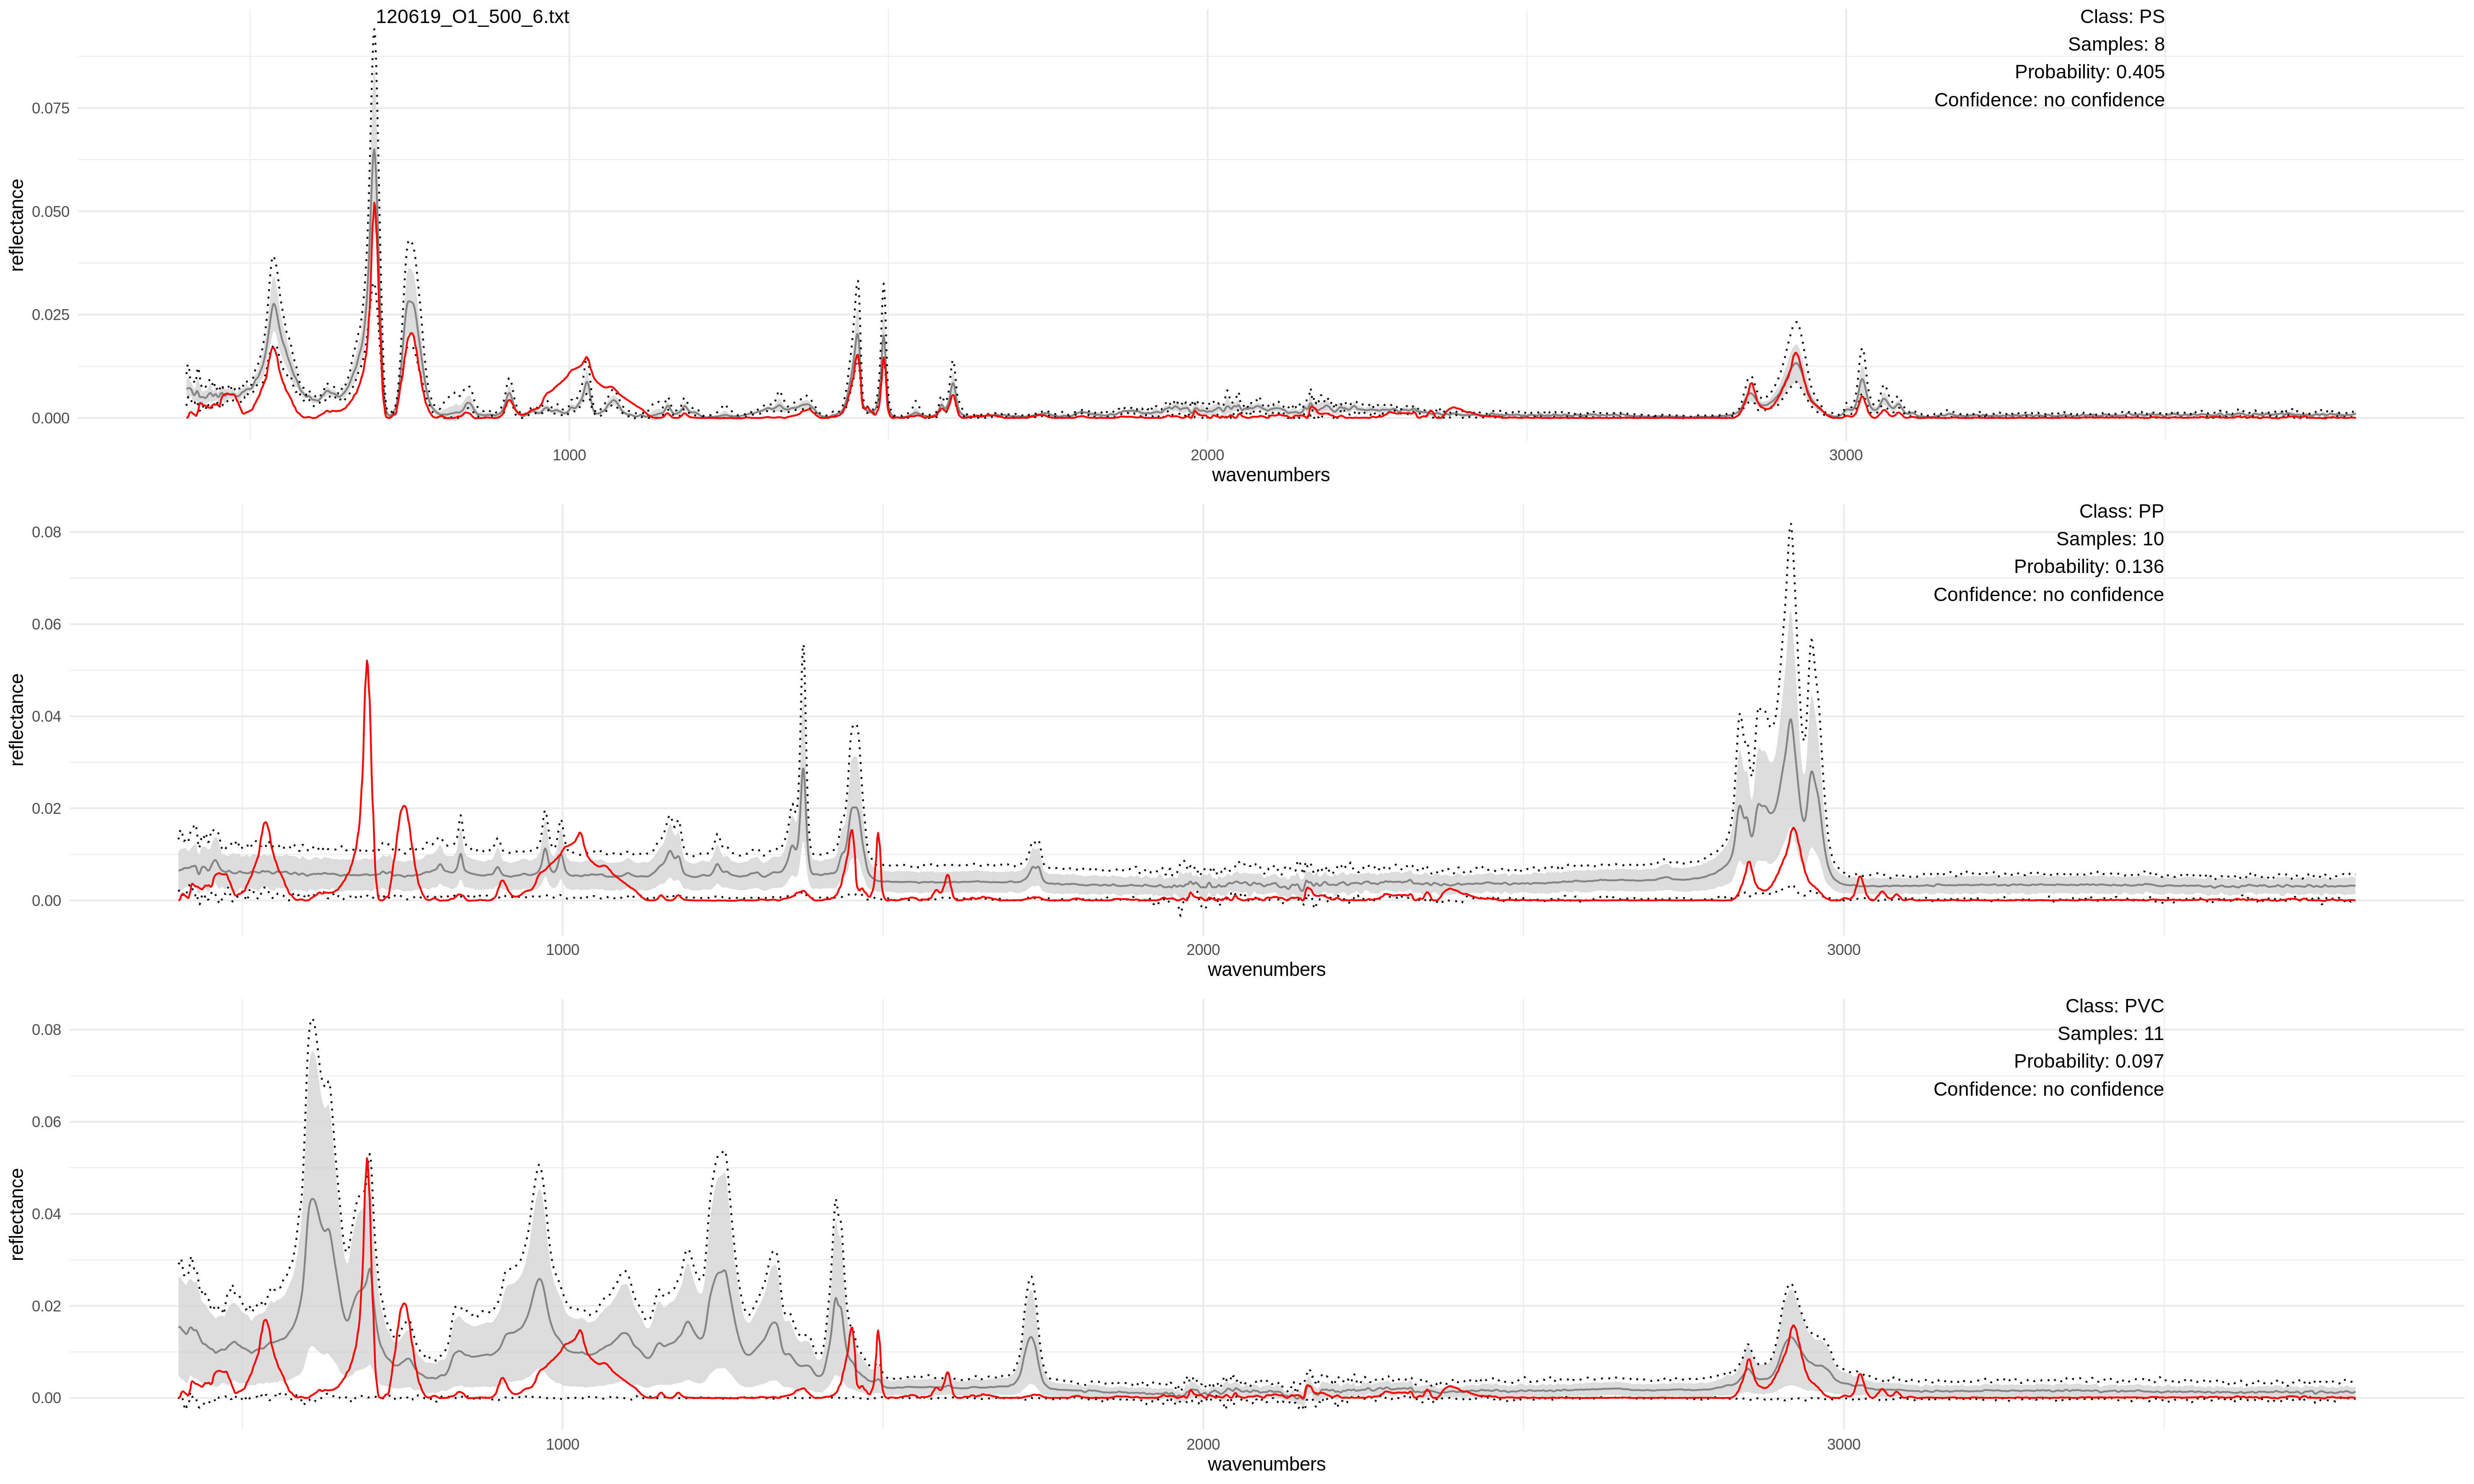 120619_O1_500_6.txt
Class: PS
Samples: 8
Probability: 0.405
Confidence: no confidence
reflectance
0.075
0.050
0.025
0.000
1000 2000 3000
wavenumbers
Class: PP
Samples: 10
Probability: 0.136
Confidence: no confidence
reflectance
0.08
0.06
0.04
0.02
0.00
1000 2000 3000
wavenumbers
Class: PVC
Samples: 11
Probability: 0.097
Confidence: no confidence
reflectance
0.08
0.06
0.04
0.02
0.00
1000 2000 3000
wavenumbers